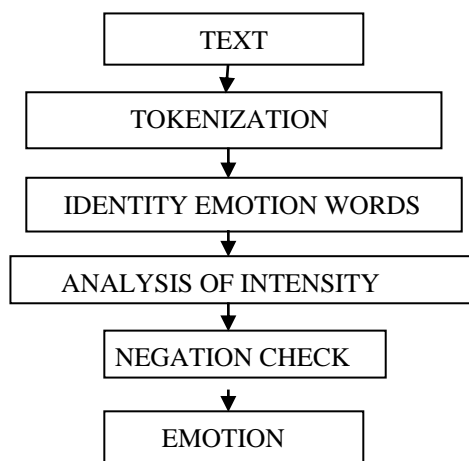 TEXT
TOKENIZATION
IDENTITY EMOTION WORDS
ANALYSIS OF INTENSITY
NEGATION CHECK
EMOTION